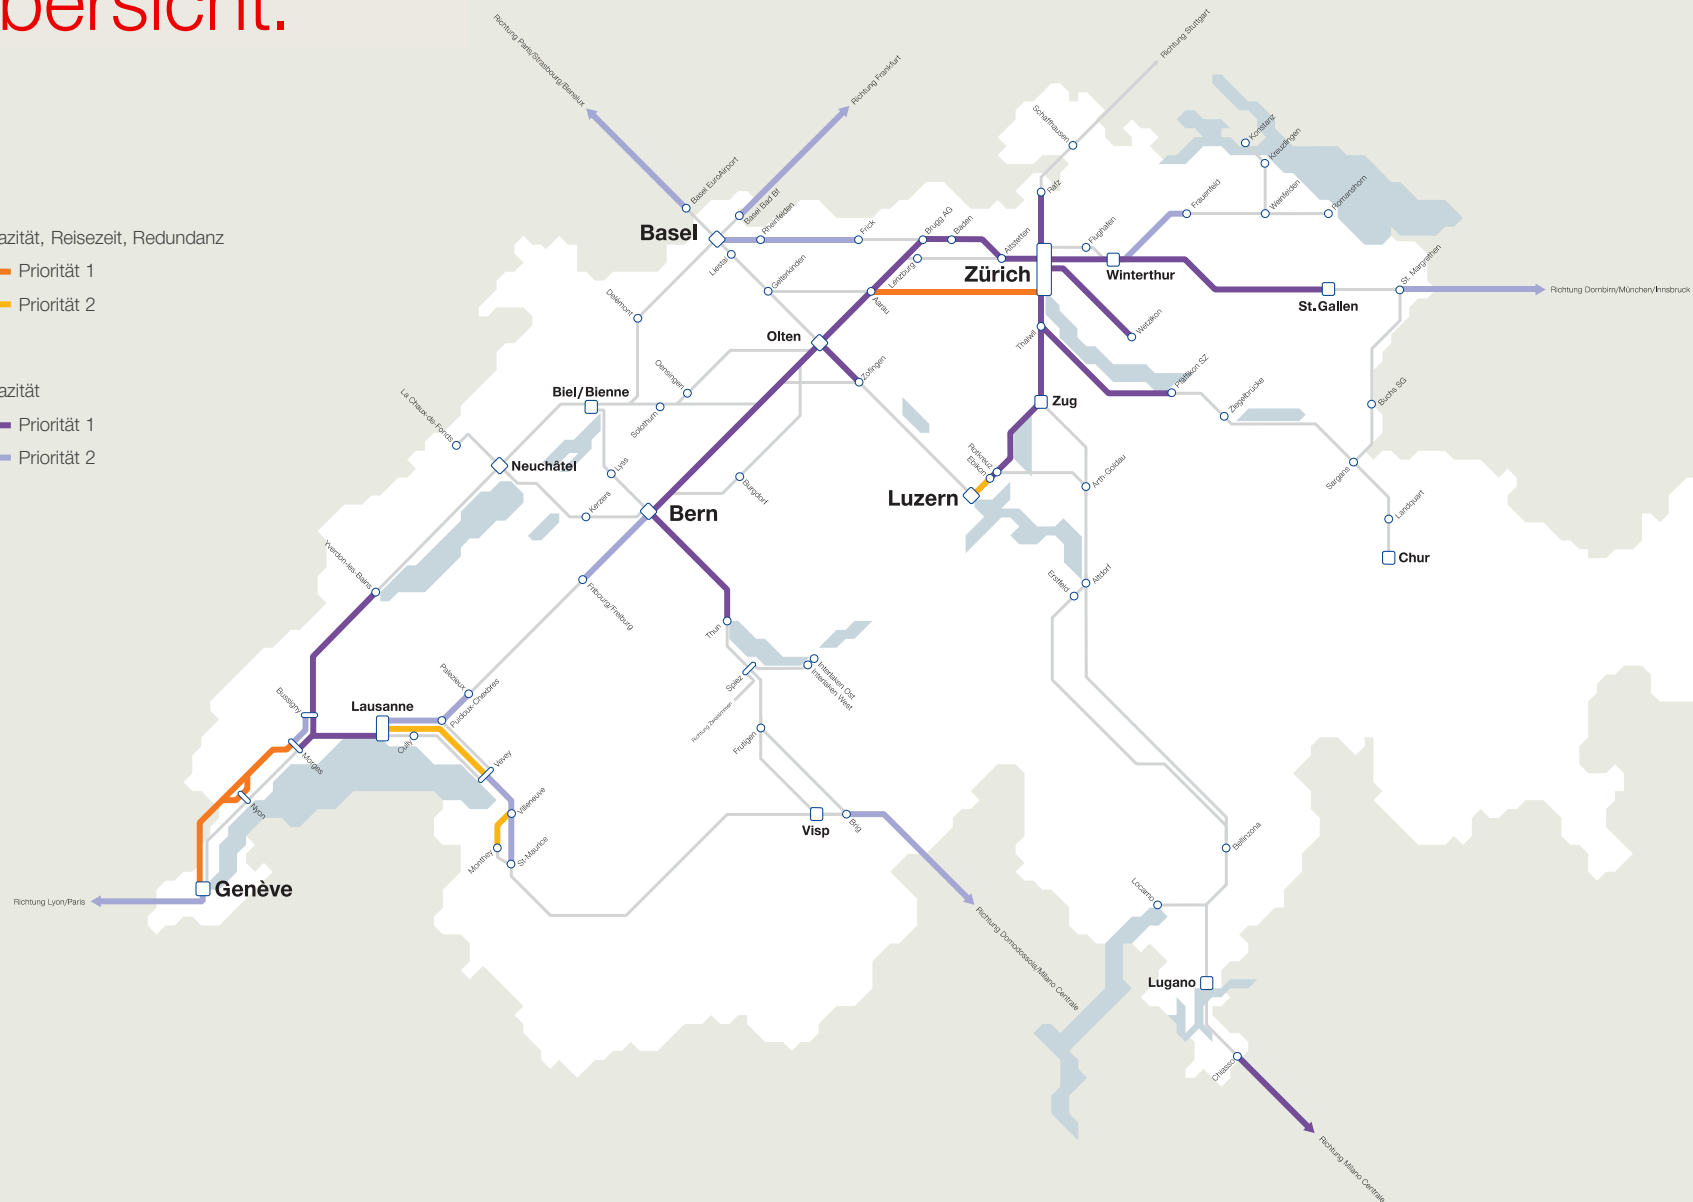 bersicht.
azität, Reisezeit, Redundanz
Priorität 1
Priorität 2
azität
Priorität 1
Priorität 2
Richtung Paris/Strasbourg/Benelux
Richtung Frankfurt
Richtung Stuttgart
Schaffhausen
Konstanz
Kreuzlingen
Basel EuroAirport
Basel Bad Bf
Rheinfelden
Rafz
Frauenfeld
Weinfelden
Romanshorn
Basel
Liestal
Frick
Brugg AG
Baden
Altstetten
Flughafen
Lenzburg
Zürich
Winterthur
St. Margrethen
Gelterkinden
Aarau
St.Gallen
Richtung Dornbirn/München/Innsbruck
Delémont
Olten
Thalwil
Wetzikon
Oensingen
Zofingen
Pfäffikon SZ
Biel/Bienne
Solothurn
Zug
Ziegelbrücke
Buchs SG
La Chaux-de-Fonds
Neuchâtel
Lyss
Burgdorf
Rotkreuz
Ebikon
Arth-Goldau
Sargans
Luzern
Kerzers
Bern
Landquart
Chur
Yverdon-les-Bains
Fribourg/Freiburg
Erstfeld
Altdorf
Thun
Interlaken Ost
Interlaken West
Spiez
Richtung Zweisimmen
Palézieux
Puidoux-Chexbres
Bussigny
Lausanne
Cully
Morges
Vevey
Frutigen
Nyon
Villeneuve
Visp
Brig
Monthey
St-Maurice
Bellinzona
Genève
Richtung Lyon/Paris
Locarno
Richtung Domodossola/Milano Centrale
Lugano
Chiasso
Richtung Milano Centrale